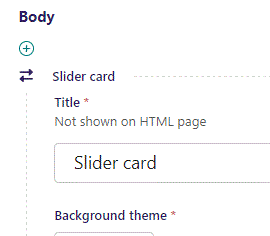 Body
Slider card
Title *
Not shown on HTML page
Slider card
Background theme *